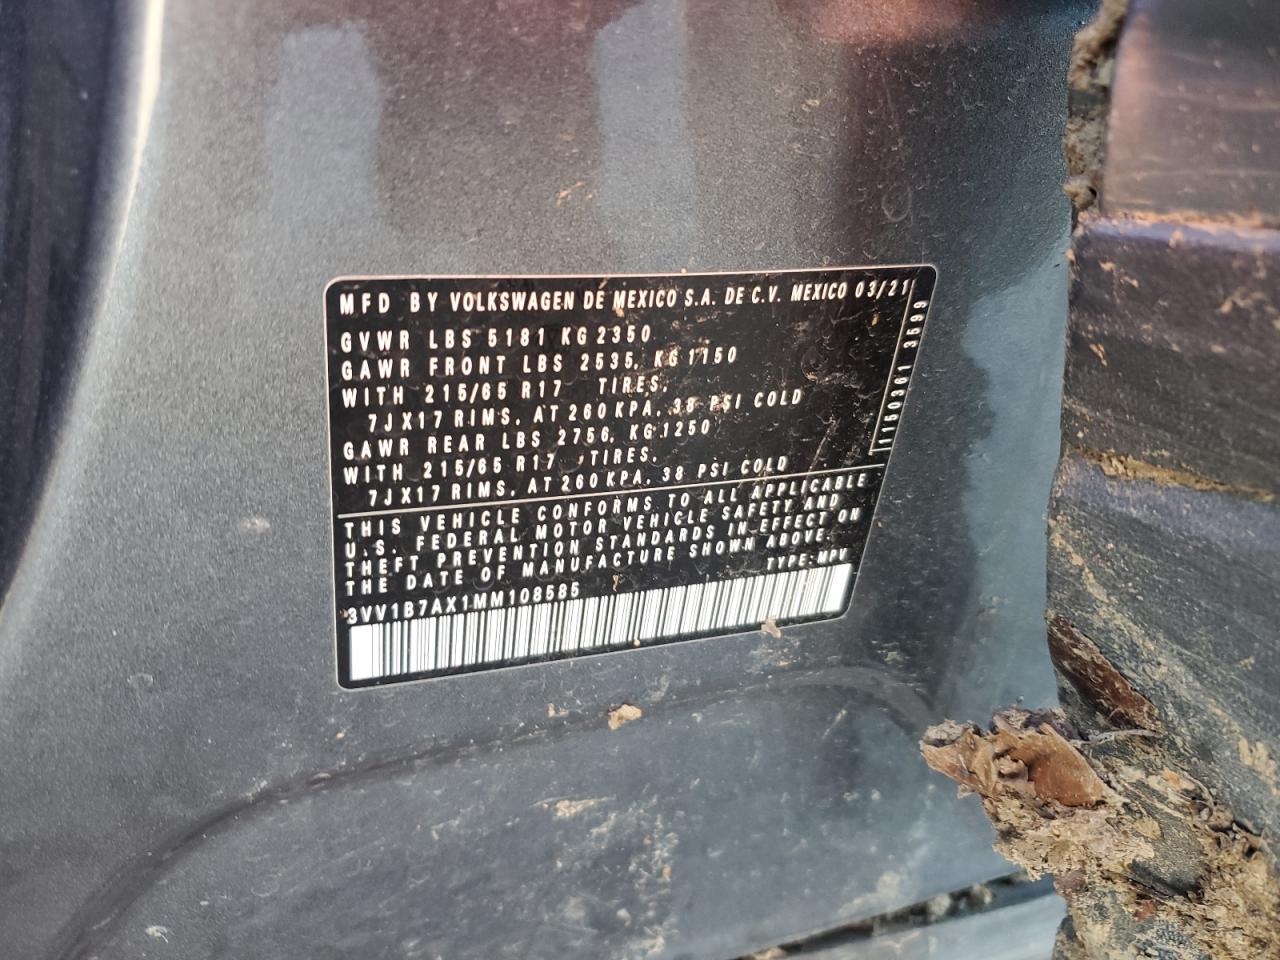 MFD BY VOLKSWAGEN DE MEXICO S.A. DE C.V. MEXICO 03/21
GVWR LBS 5181 KG 2350
GAWR FRONT LBS 2535, KG 1150
WITH 215/65 R17 TIRES,
7JX17 RIMS, AT 260 KPA, 38 PSI COLD
GAWR REAR LBS 2756, KG 1250
WITH 215/65 R17 TIRES,
7JX17 RIMS, AT 260 KPA, 38 PSI COLD
1150361 3599
THIS VEHICLE CONFORMS TO ALL APPLICABLE
U.S. FEDERAL MOTOR VEHICLE SAFETY AND
THEFT PREVENTION STANDARDS IN EFFECT ON
THE DATE OF MANUFACTURE SHOWN ABOVE.
3VV1B7AX1MM108585 TYPE: MPV